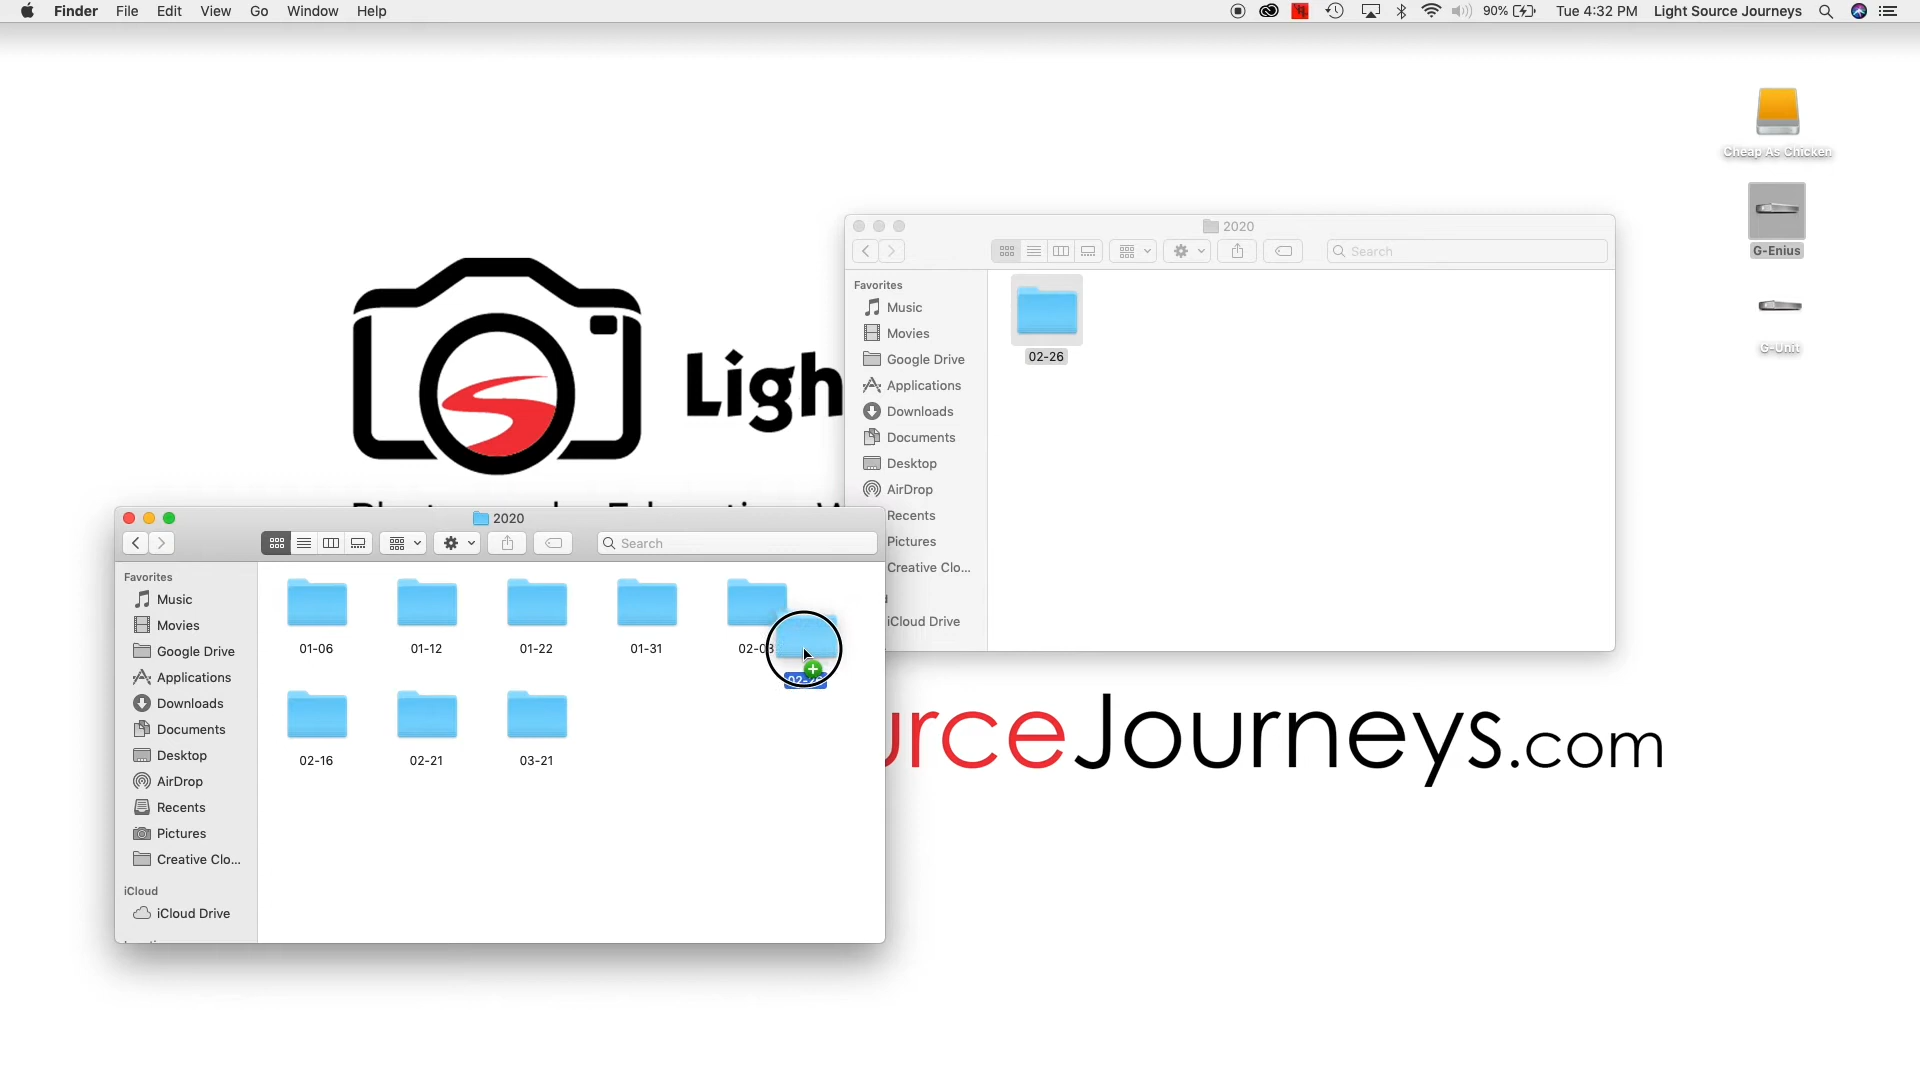 Finder File Edit View Go Window Help
90% Tue 4:32 PM Light Source Journeys
Cheap As Chicken
G-Enius
G-Unit
2020
Search
Favorites
Music
Movies
Google Drive
Applications
Downloads
Documents
Desktop
AirDrop
Recents
Pictures
Creative Clo...
iCloud Drive
02-26
Ligh
urceJourneys.com
2020
Search
Favorites
Music
Movies
Google Drive
Applications
Downloads
Documents
Desktop
AirDrop
Recents
Pictures
Creative Clo...
iCloud
iCloud Drive
01-06 01-12 01-22 01-31
02-16 02-21 03-21